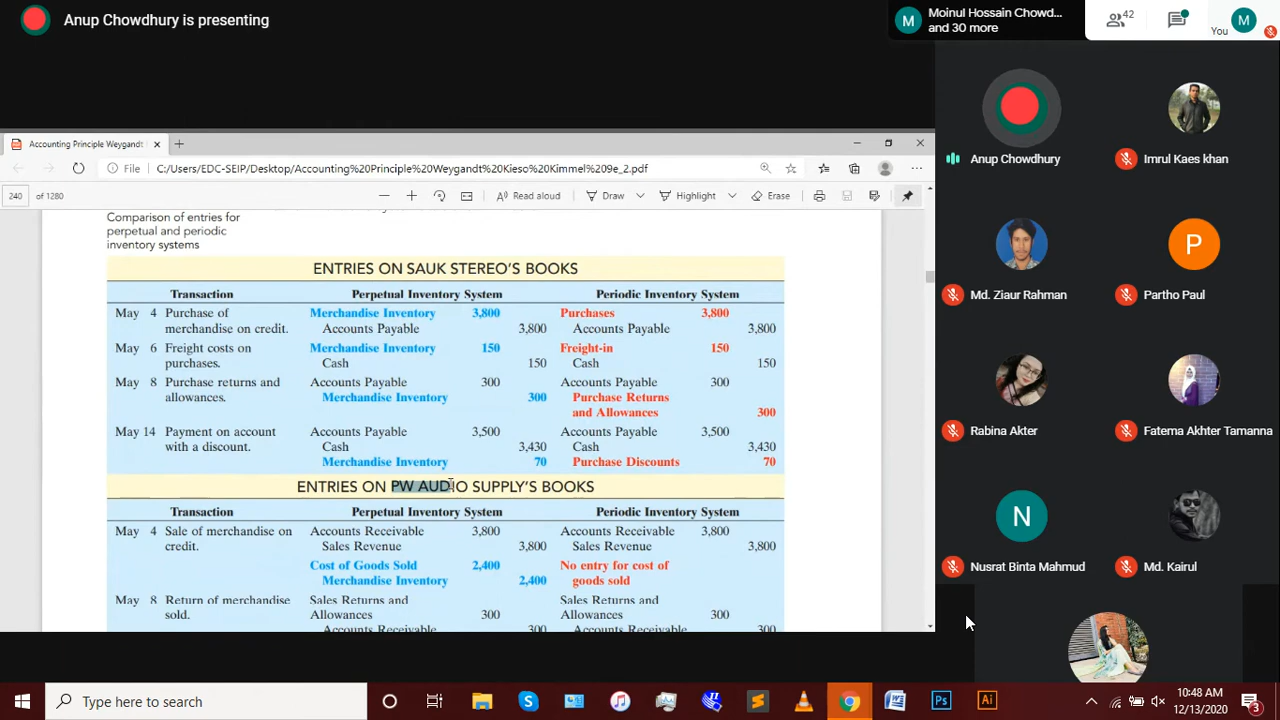 Anup Chowdhury is presenting
M
Moinul Hossain Chowd...
and 30 more
42
You
M
Accounting Principle Weygandt
File
C:/Users/EDC-SEIP/Desktop/Accounting%20Principle%20Weygandt%20Kieso%20Kimmel%209e_2.pdf
240 of 1280
Read aloud
Draw
Highlight
Erase
Comparison of entries for
perpetual and periodic
inventory systems
ENTRIES ON SAUK STEREO'S BOOKS
Transaction Perpetual Inventory System Periodic Inventory System
May 4 Purchase of Merchandise Inventory 3,800 Purchases 3,800
merchandise on credit. Accounts Payable 3,800 Accounts Payable 3,800
May 6 Freight costs on Merchandise Inventory 150 Freight-in 150
purchases. Cash 150 Cash 150
May 8 Purchase returns and Accounts Payable 300 Accounts Payable 300
allowances. Merchandise Inventory 300 Purchase Returns
and Allowances 300
May 14 Payment on account Accounts Payable 3,500 Accounts Payable 3,500
with a discount. Cash 3,430 Cash 3,430
Merchandise Inventory 70 Purchase Discounts 70
ENTRIES ON PW AUDIO SUPPLY'S BOOKS
Transaction Perpetual Inventory System Periodic Inventory System
May 4 Sale of merchandise on Accounts Receivable 3,800 Accounts Receivable 3,800
credit. Sales Revenue 3,800 Sales Revenue 3,800
Cost of Goods Sold 2,400 No entry for cost of
Merchandise Inventory 2,400 goods sold
May 8 Return of merchandise Sales Returns and Sales Returns and
sold. Allowances 300 Allowances 300
Accounts Receivable 300 Accounts Receivable 300
Anup Chowdhury
Imrul Kaes khan
Md. Ziaur Rahman
P
Partho Paul
Rabina Akter
Fatema Akhter Tamanna
N
Nusrat Binta Mahmud
Md. Kairul
Type here to search
W
Ps
Ai
10:48 AM
12/13/2020
3